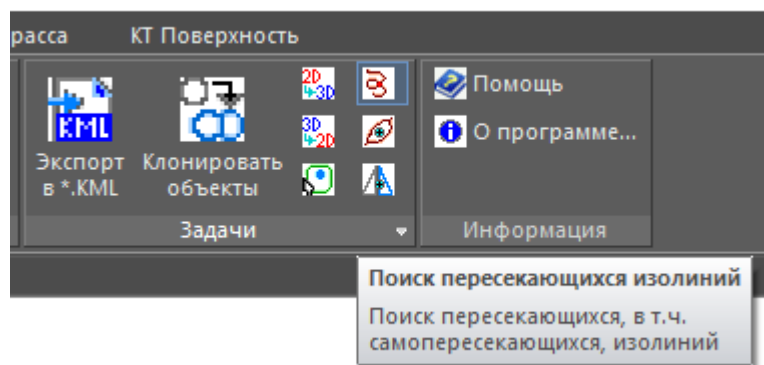 расса КТ Поверхность
2D
3D
KML
3D
2D
Экспорт
в *.KML
Клонировать
объекты
Помощь
О программе...
Задачи
Информация
Поиск пересекающихся изолиний
Поиск пересекающихся, в т.ч.
самопересекающихся, изолиний